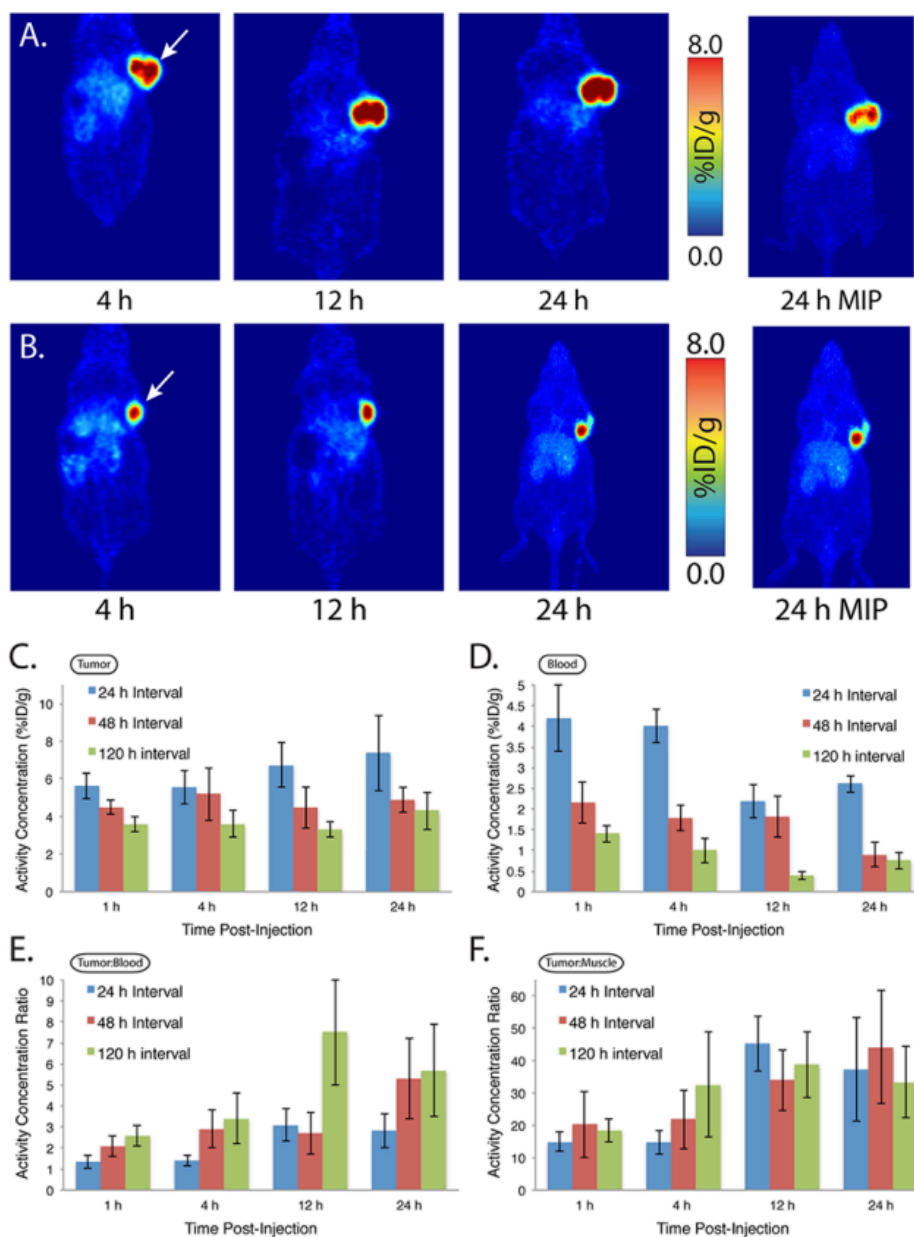 A.
8.0
%ID/g
0.0
4 h
12 h
24 h
24 h MIP
B.
8.0
%ID/g
0.0
4 h
12 h
24 h
24 h MIP
C.
Tumor
Activity Concentration (%ID/g)
10
8
6
4
2
0
24 h Interval
48 h Interval
120 h interval
1 h
4 h
12 h
24 h
Time Post-Injection
D.
Blood
Activity Concentration (%ID/g)
5
4.5
4
3.5
3
2.5
2
1.5
1
0.5
0
24 h Interval
48 h Interval
120 h interval
1 h
4 h
12 h
24 h
Time Post-Injection
E.
Tumor:Blood
Activity Concentration Ratio
10
9
8
7
6
5
4
3
2
1
0
24 h Interval
48 h Interval
120 h interval
1 h
4 h
12 h
24 h
Time Post-Injection
F.
Tumor:Muscle
Activity Concentration Ratio
60
50
40
30
20
10
0
24 h Interval
48 h Interval
120 h interval
1 h
4 h
12 h
24 h
Time Post-Injection